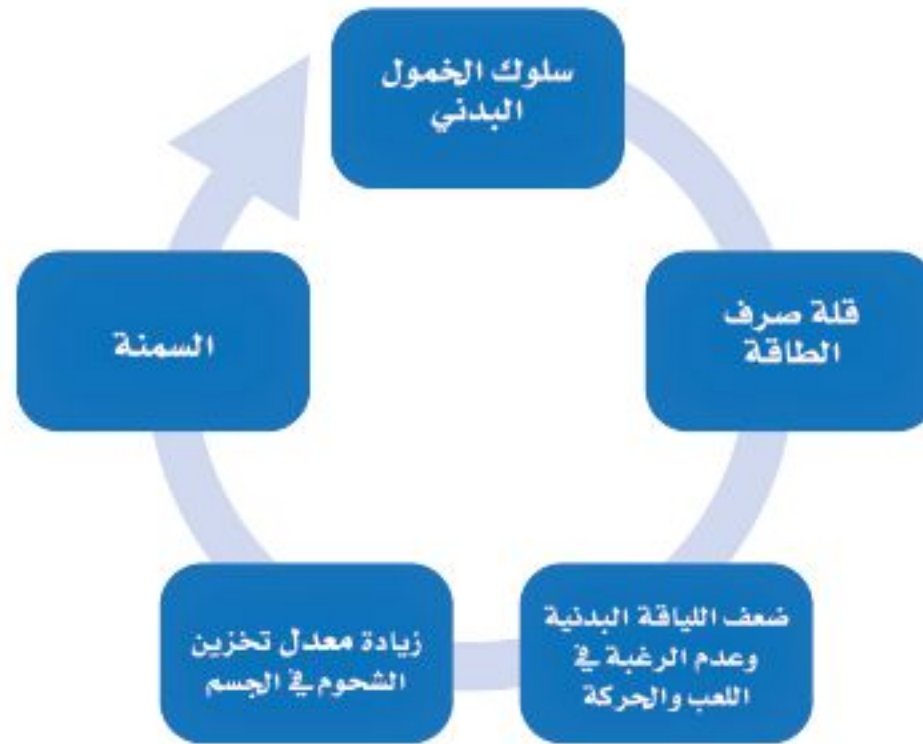 سلوك الخمول
البدني
قلة صرف
الطاقة
ضعف اللياقة البدنية
وعدم الرغبة في
اللعب والحركة
زيادة معدل تخزين
الشحوم في الجسم
السمنة